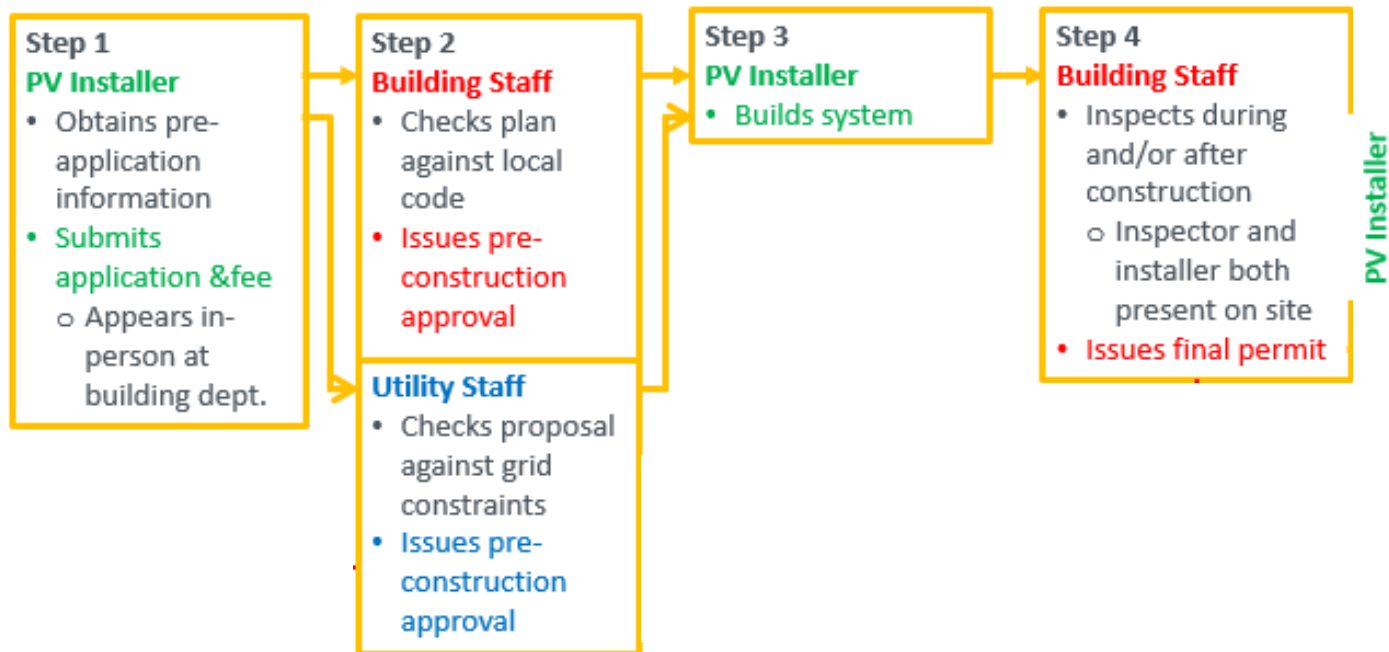 Step 1
PV Installer
• Obtains pre-
application
information
• Submits
application &fee
o Appears in-
person at
building dept.
Step 2
Building Staff
• Checks plan
against local
code
• Issues pre-
construction
approval
Utility Staff
• Checks proposal
against grid
constraints
• Issues pre-
construction
approval
Step 3
PV Installer
• Builds system
Step 4
Building Staff
• Inspects during
and/or after
construction
o Inspector and
installer both
present on site
• Issues final permit
PV Installer